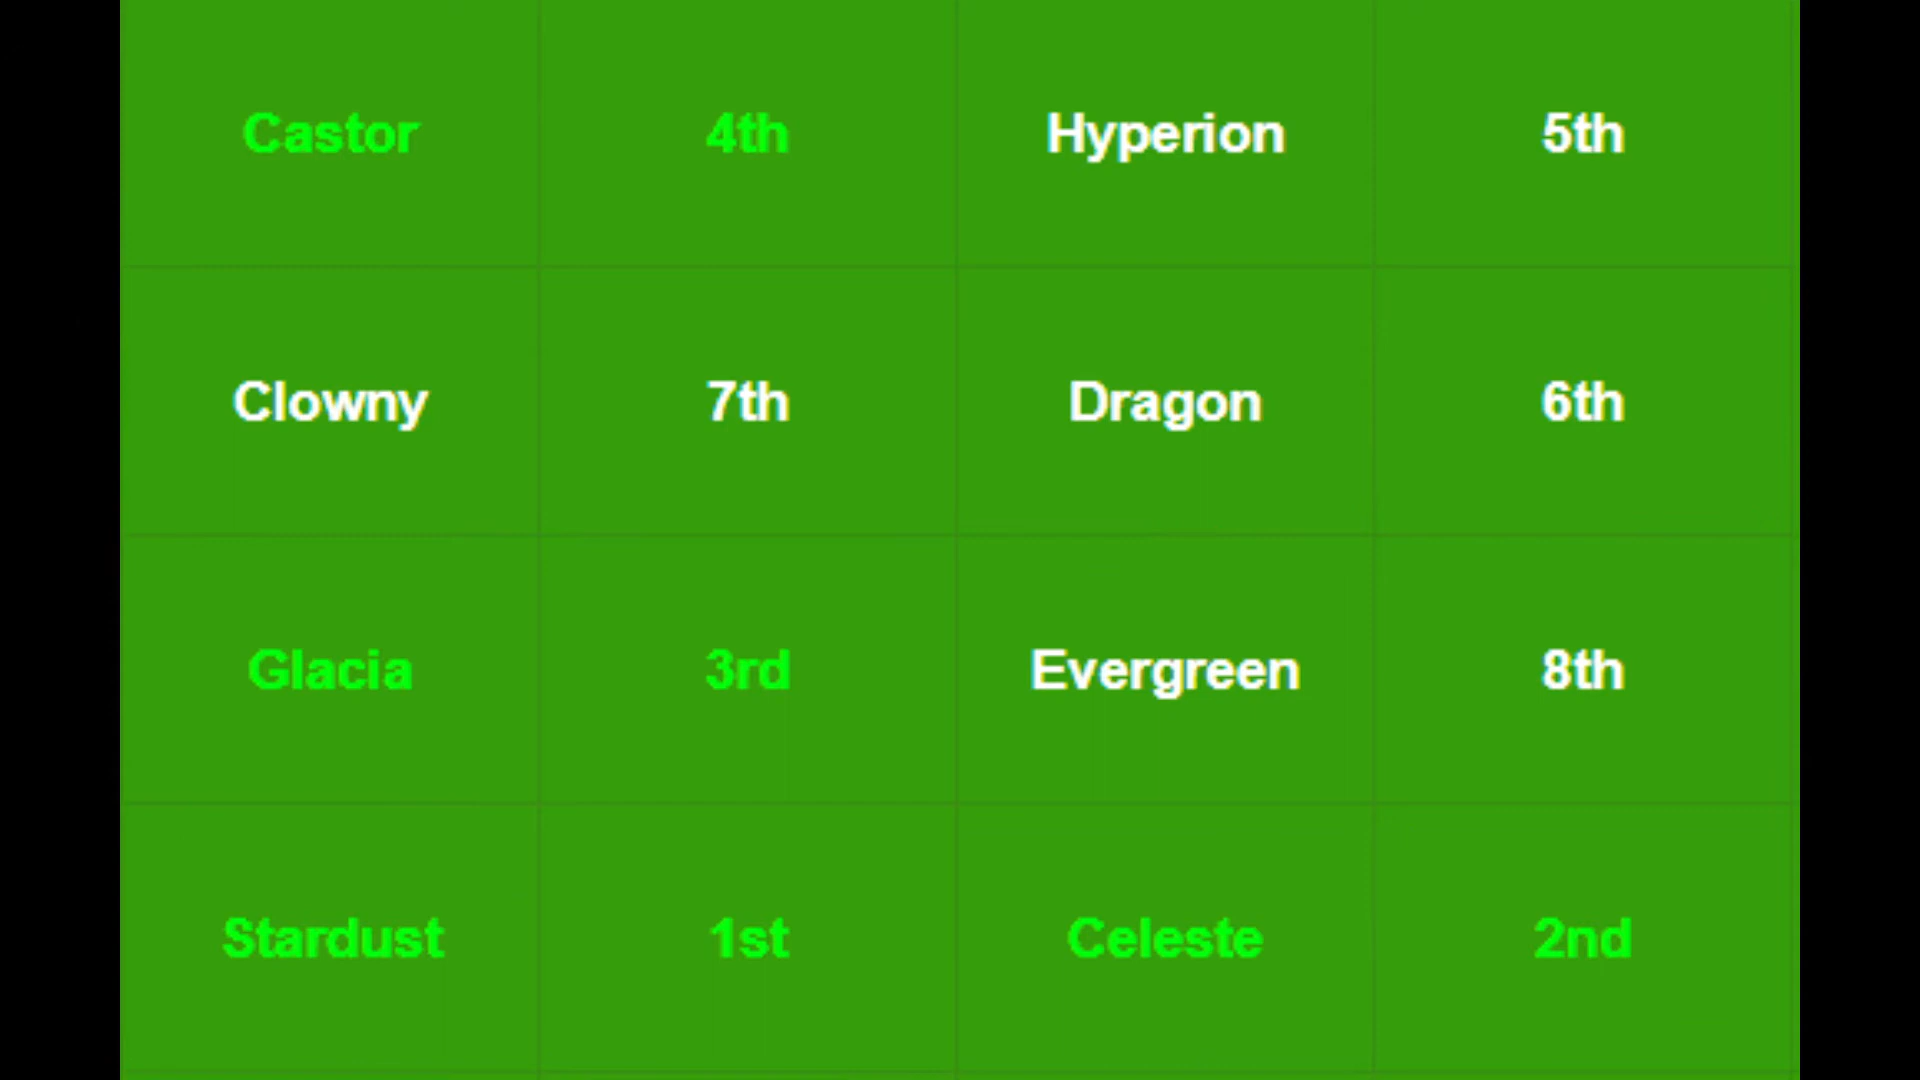 Castor 4th Hyperion 5th
Clowny 7th Dragon 6th
Glacia 3rd Evergreen 8th
Stardust 1st Celeste 2nd